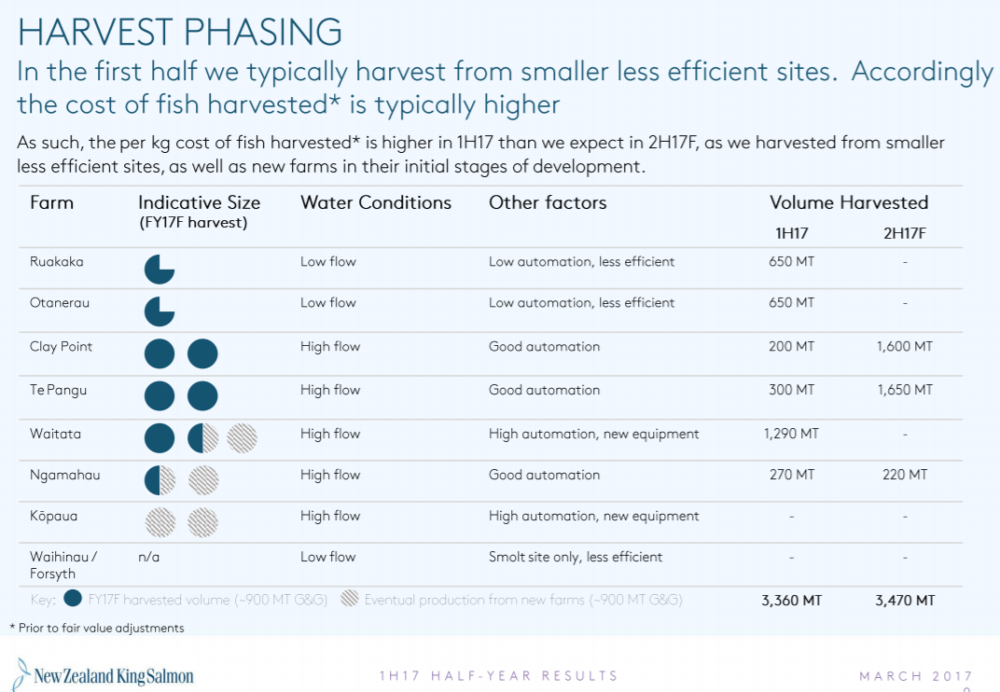 HARVEST PHASING
In the first half we typically harvest from smaller less efficient sites.  Accordingly
the cost of fish harvested* is typically higher
As such, the per kg cost of fish harvested* is higher in 1H17 than we expect in 2H17F, as we harvested from smaller
less efficient sites, as well as new farms in their initial stages of development.
Farm Indicative Size Water Conditions Other factors Volume Harvested
(FY17F harvest)
1H17 2H17F
Ruakaka Low flow Low automation, less efficient 650 MT -
Otanerau Low flow Low automation, less efficient 650 MT -
Clay Point High flow Good automation 200 MT 1,600 MT
Te Pangu High flow Good automation 300 MT 1,650 MT
Waitata High flow High automation, new equipment 1,290 MT -
Ngamahau High flow Good automation 270 MT 220 MT
Kōpaua High flow High automation, new equipment - -
Waihinau / n/a Low flow Smolt site only, less efficient - -
Forsyth
Key: FY17F harvested volume (~900 MT G&G) Eventual production from new farms (~900 MT G&G) 3,360 MT 3,470 MT
* Prior to fair value adjustments
New Zealand King Salmon 1H17 HALF-YEAR RESULTS MARCH 2017